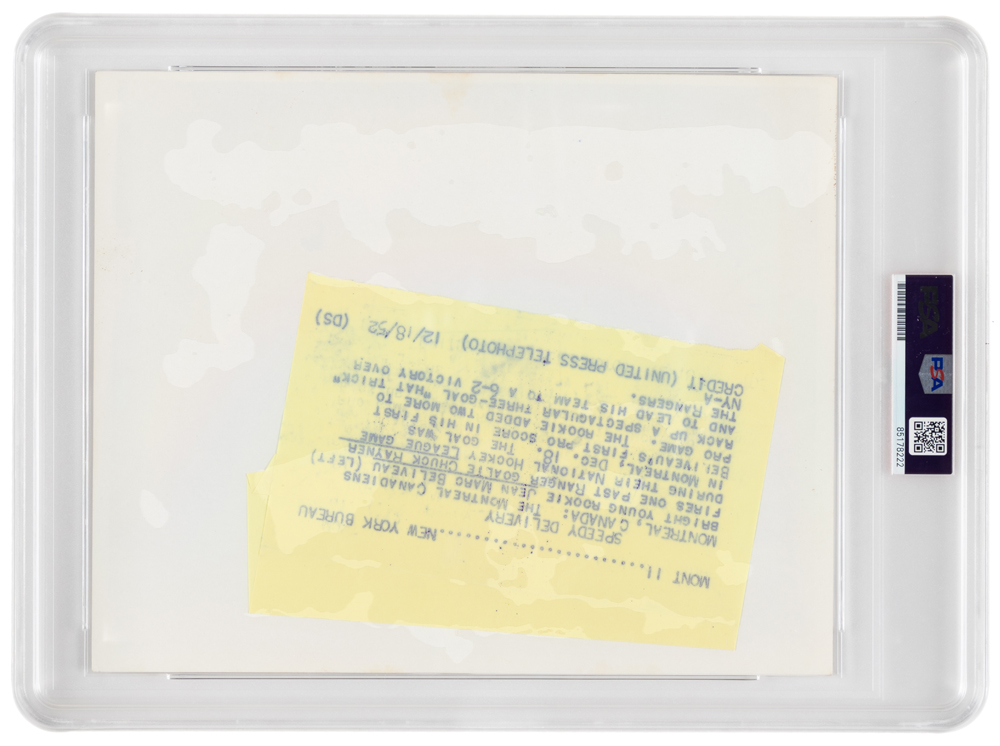 MONT 11.............................NEW YORK BUREAU
SPEEDY DELIVERY
MONTREAL, CANADA: THE MONTREAL CANADIENS
BRIGHT YOUNG ROOKIE JEAN MARC BELIVEAU (LEFT)
FIRES ONE PAST RANGER GOALIE CHUCK RAYNER
DURING THEIR NATIONAL HOCKEY LEAGUE GAME
IN MONTREAL, DEC. 18. THE GOAL WAS
BELIVEAU'S FIRST PRO SCORE IN HIS FIRST
PRO GAME. THE ROOKIE ADDED TWO MORE TO
RACK UP A SPECTACULAR THREE-GOAL "HAT TRICK"
AND TO LEAD HIS TEAM TO A 6-2 VICTORY OVER
THE RANGERS.
NY-A
CREDIT (UNITED PRESS TELEPHOTO) 12/18/52 (DS)
PSA
PSA
85178222